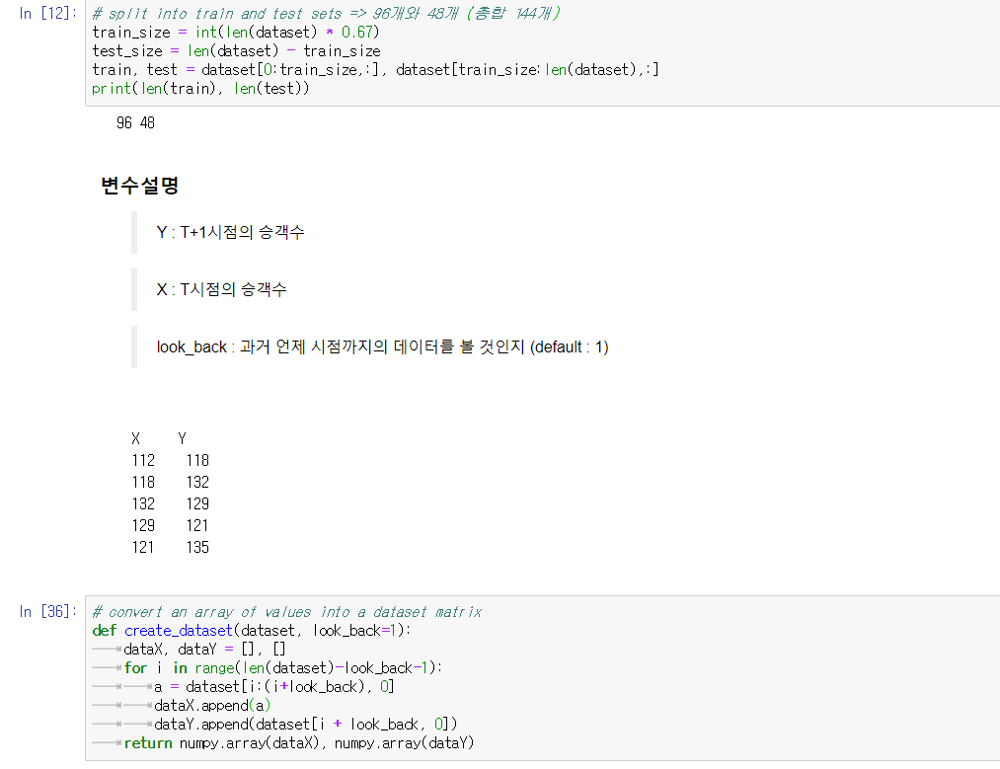 In [12]: # split into train and test sets => 96개와 48개 (총합 144개)
train_size = int(len(dataset) * 0.67)
test_size = len(dataset) - train_size
train, test = dataset[0:train_size,:], dataset[train_size:len(dataset),:]
print(len(train), len(test))
96 48
변수설명
Y : T+1시점의 승객수
X : T시점의 승객수
look_back : 과거 언제 시점까지의 데이터를 볼 것인지 (default : 1)
X Y
112 118
118 132
132 129
129 121
121 135
In [36]: # convert an array of values into a dataset matrix
def create_dataset(dataset, look_back=1):
dataX, dataY = [], []
for i in range(len(dataset)-look_back-1):
a = dataset[i:(i+look_back), 0]
dataX.append(a)
dataY.append(dataset[i + look_back, 0])
return numpy.array(dataX), numpy.array(dataY)